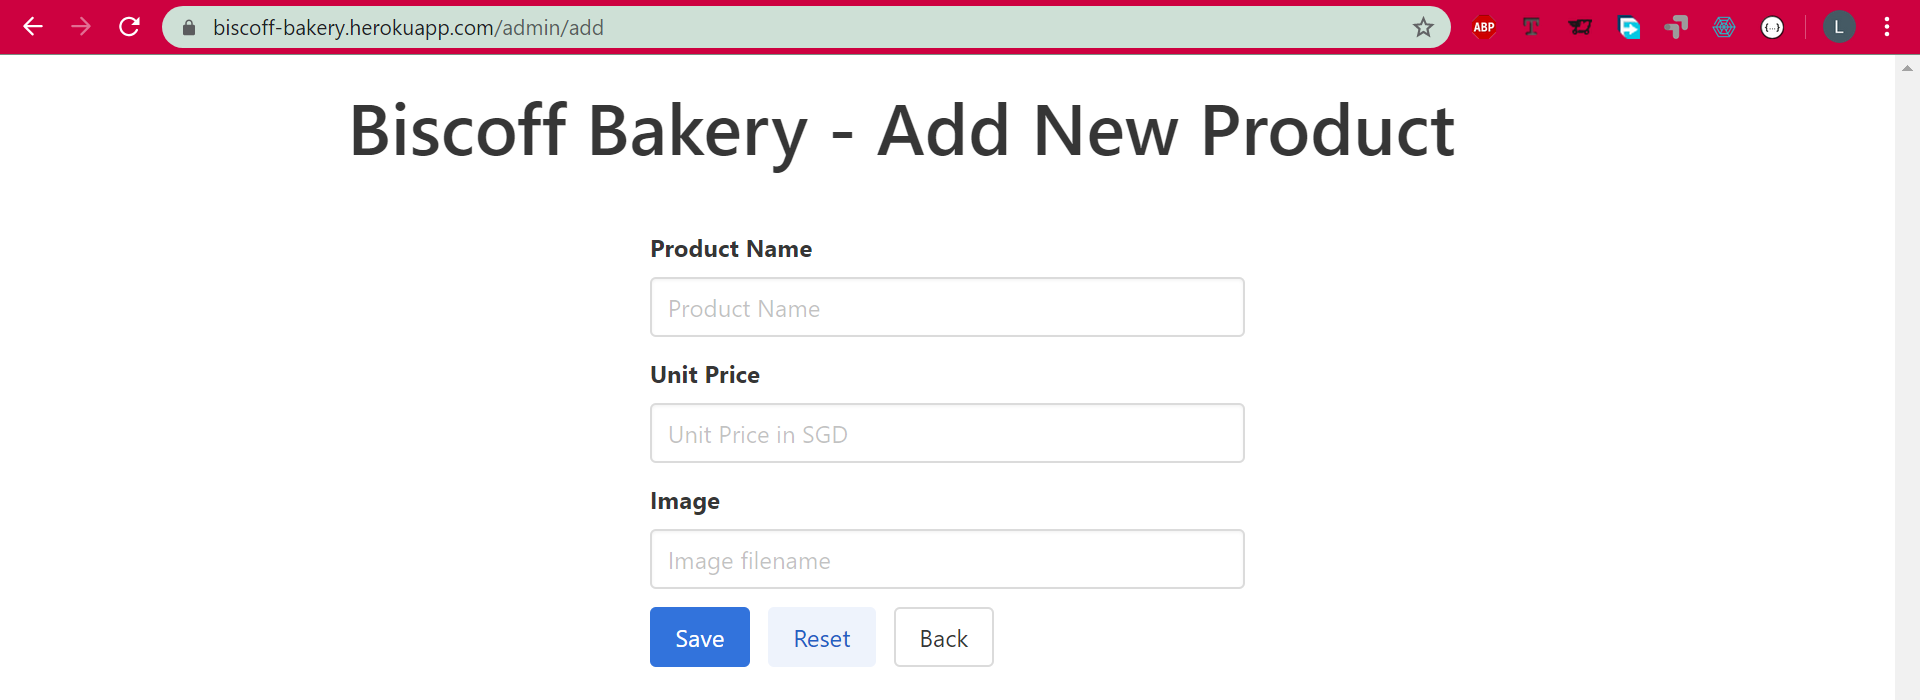 biscoff-bakery.herokuapp.com/admin/add
ABP
T
{...}
L
Biscoff Bakery - Add New Product
Product Name
Product Name
Unit Price
Unit Price in SGD
Image
Image filename
Save Reset Back